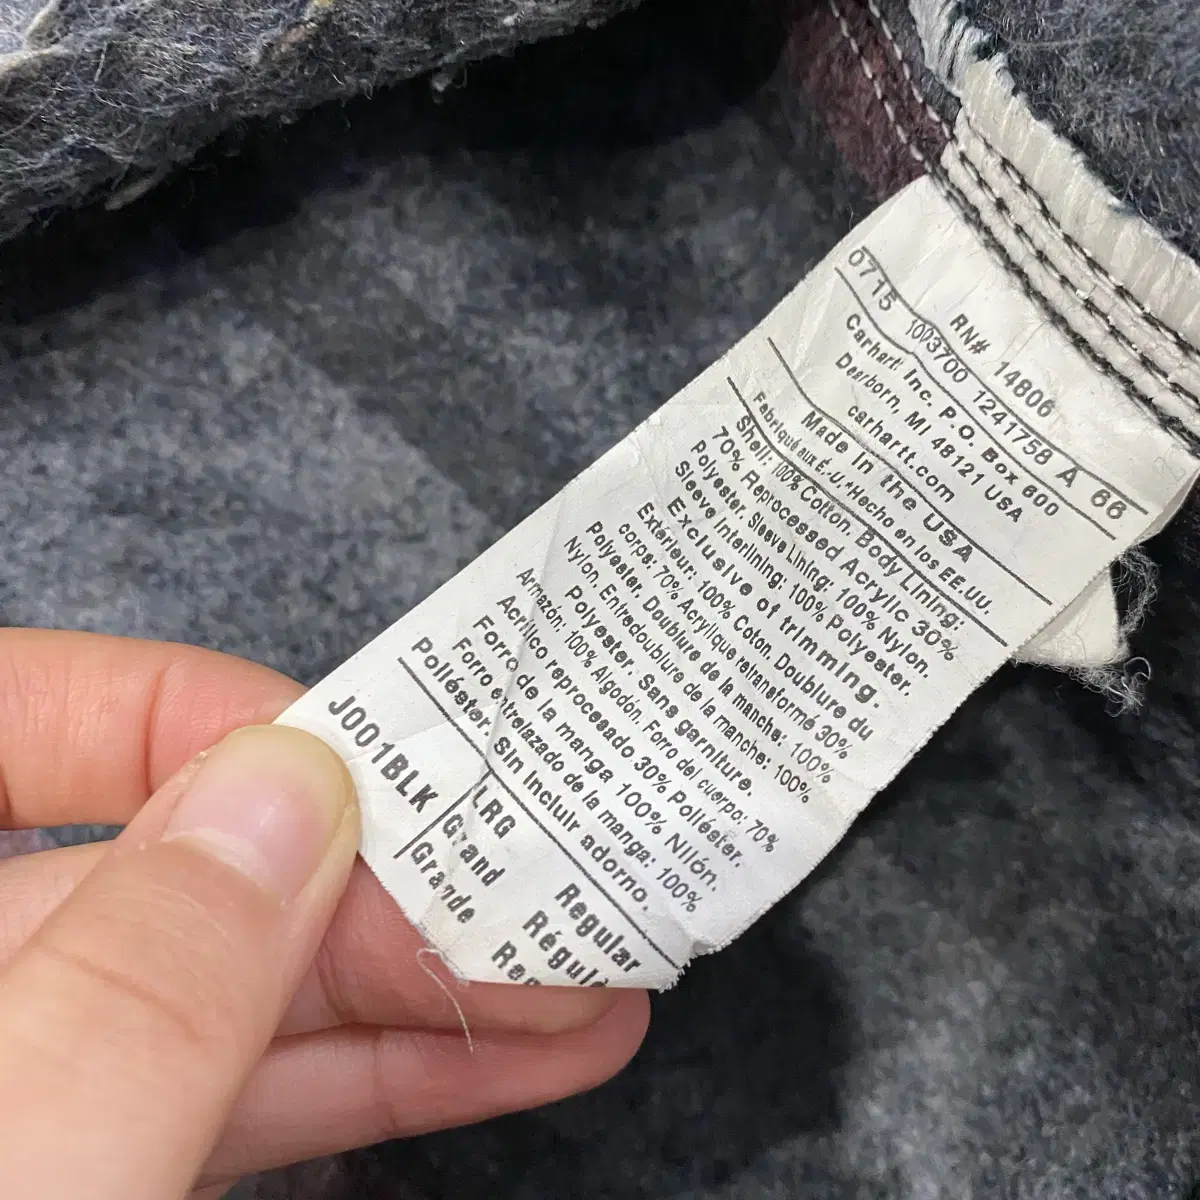 RN# 14806
0715 1003700 1241758 A 66
Carhartt Inc. P.O. Box 600
Dearborn, MI 48121 USA
carhartt.com
Made in the USA
Fabriqué aux É.-U.*Hecho en los EE.UU.
Shell: 100% Cotton. Body Lining:
70% Reprocessed Acrylic 30%
Polyester. Sleeve Lining: 100% Nylon.
Sleeve Interlining: 100% Polyester.
Exclusive of trimming.
Extérieur: 100% Coton. Doublure du
corps: 70% Acrylique retransformé 30%
Polyester. Doublure de la manche: 100%
Nylon. Entredoublure de la manche: 100%
Polyester. Sans garniture.
Armazón: 100% Algodón. Forro del cuerpo: 70%
Acrílico reprocesado 30% Poliéster.
Forro de la manga 100% Nilón.
Forro entrelazado de la manga: 100%
Poliéster. Sin incluir adorno.
J001BLK LRG Regular
Grand
Grande